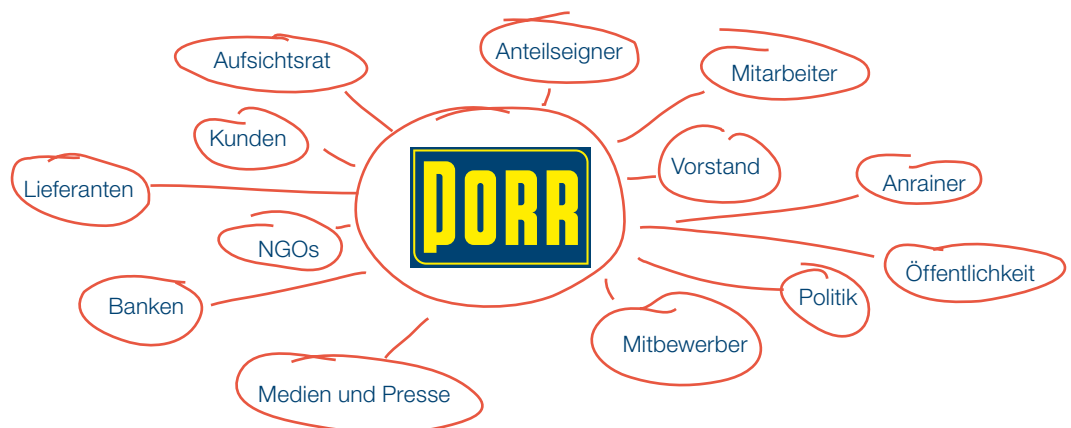 Anteilseigner
Aufsichtsrat
Mitarbeiter
Kunden
Vorstand
Lieferanten
Anrainer
PORR
NGOs
Öffentlichkeit
Banken
Politik
Mitbewerber
Medien und Presse